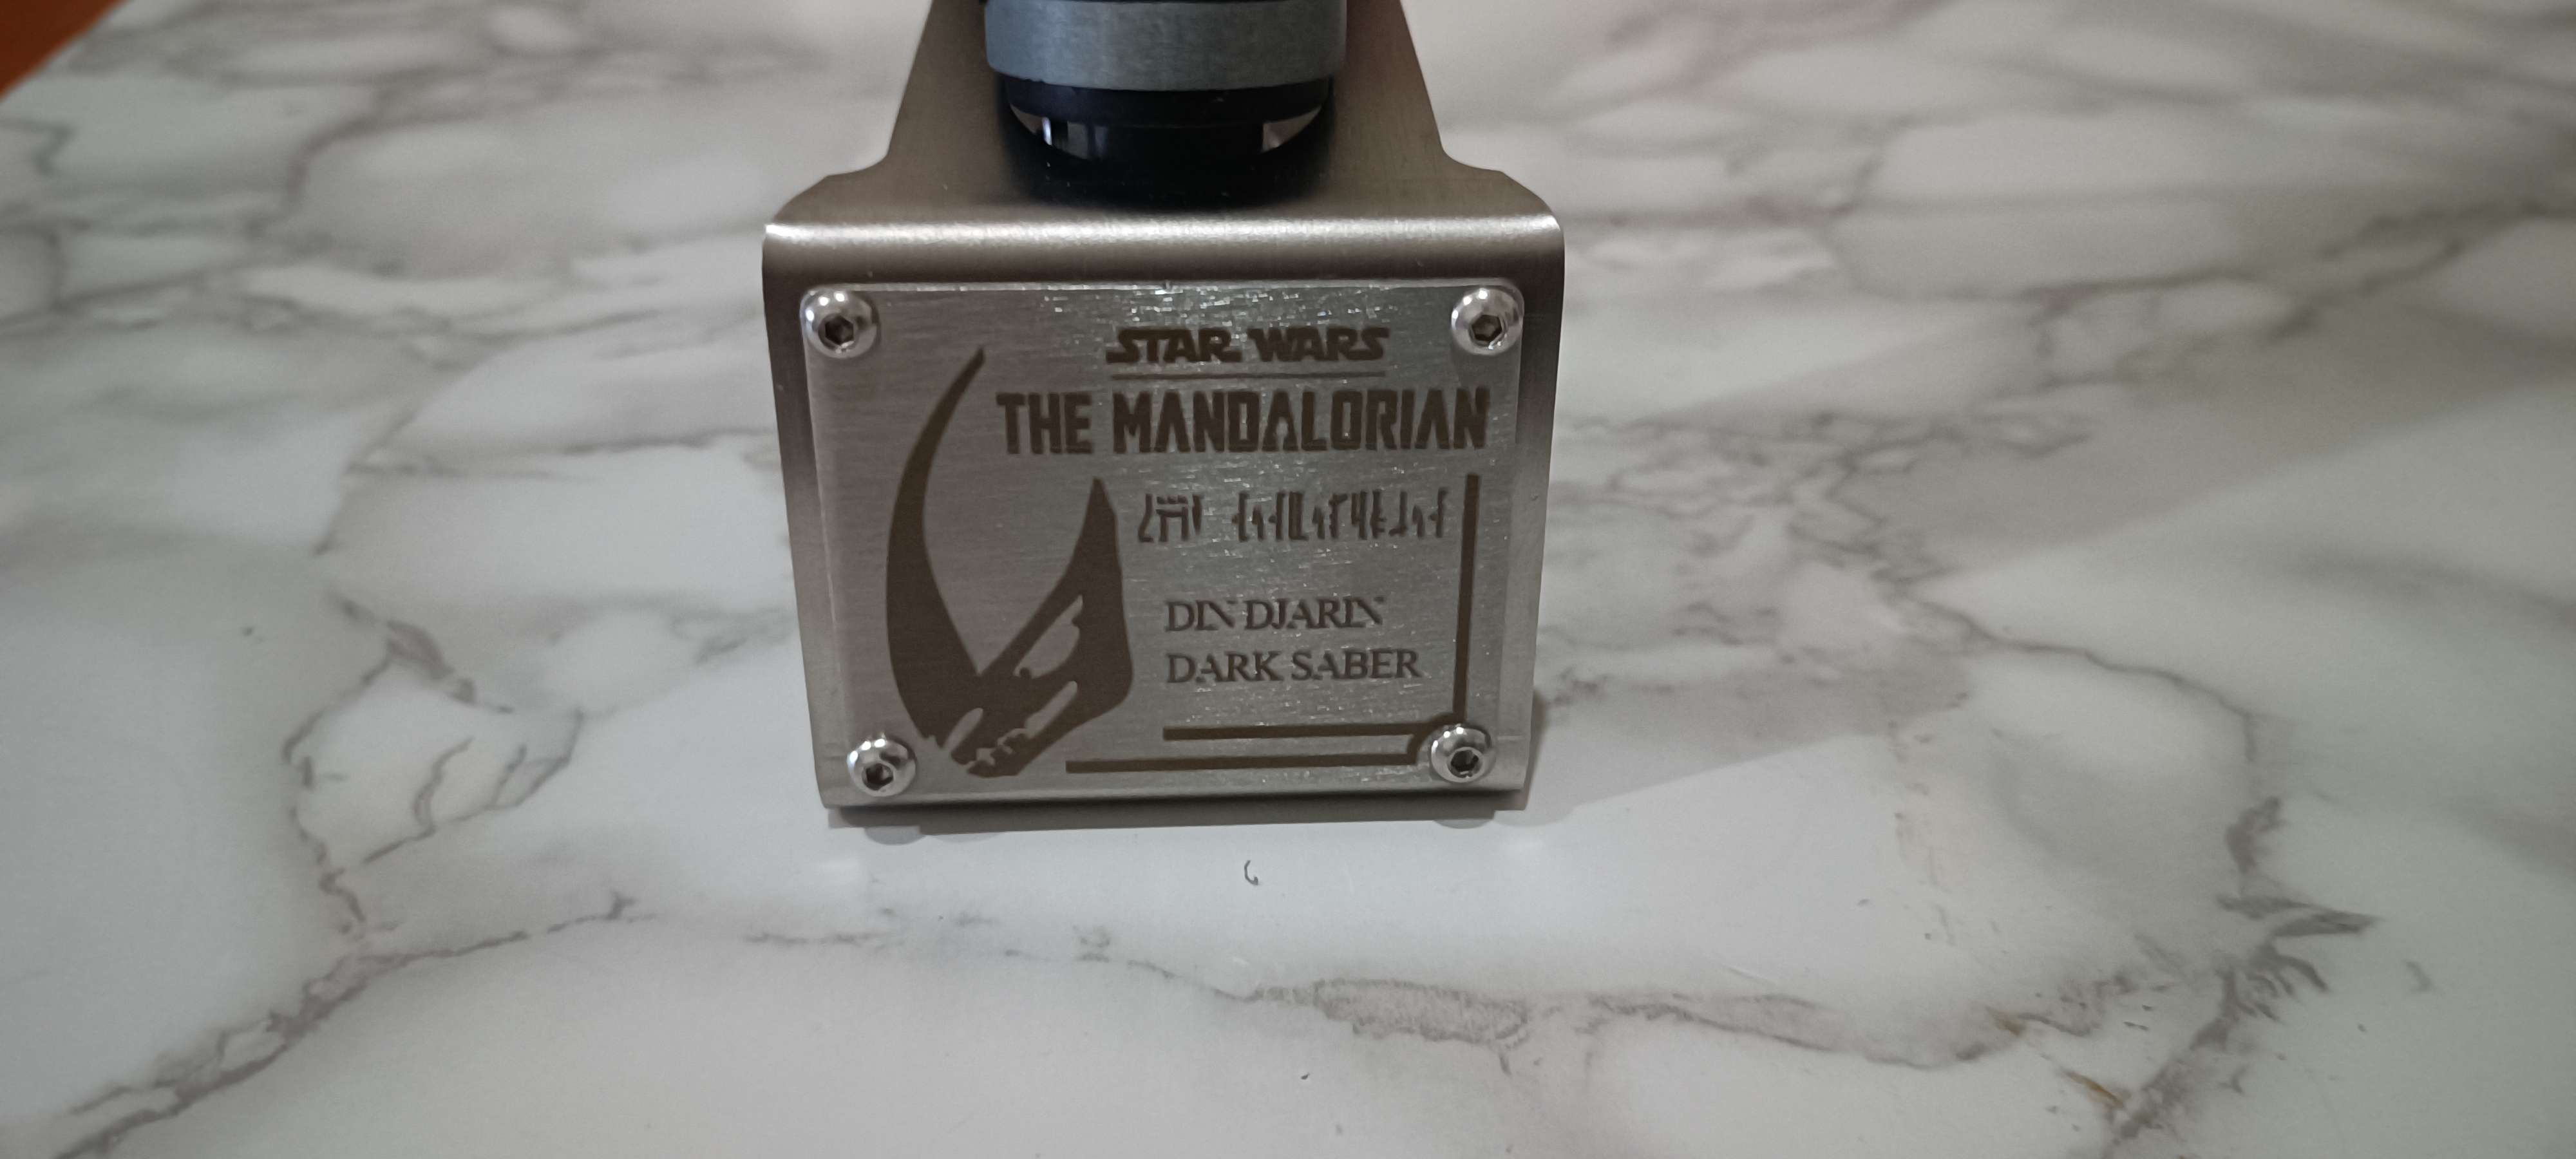 STAR WARS
THE MANDALORIAN
DIN DJARIN
DARK SABER